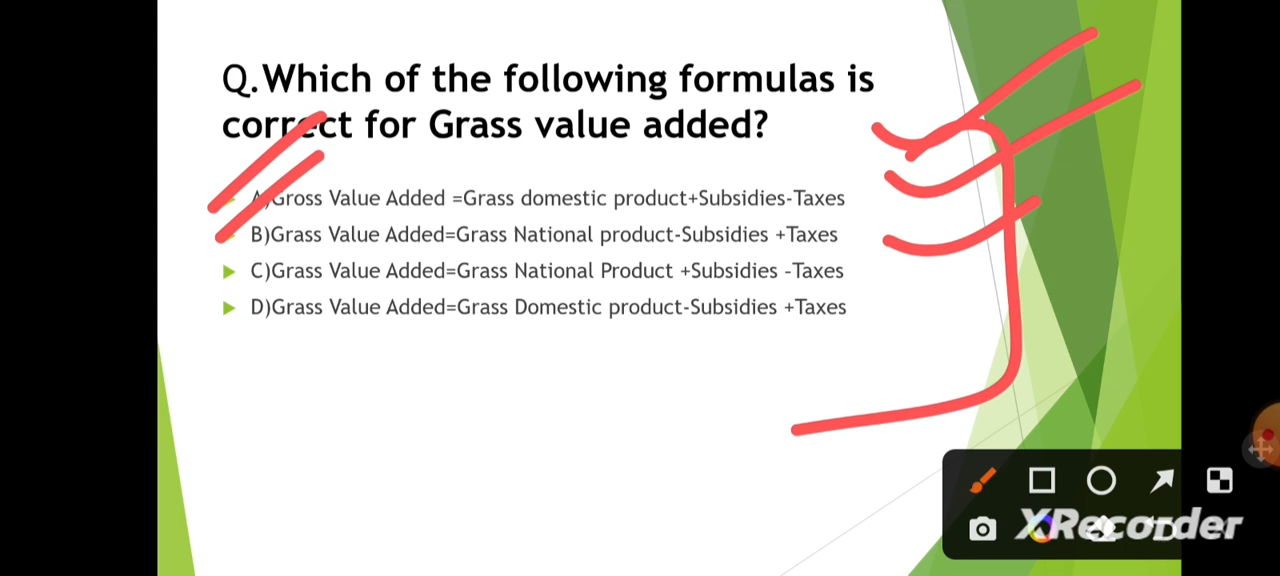 Q.Which of the following formulas is
correct for Grass value added?
A)Gross Value Added =Grass domestic product+Subsidies-Taxes
B)Grass Value Added=Grass National product-Subsidies +Taxes
C)Grass Value Added=Grass National Product +Subsidies -Taxes
D)Grass Value Added=Grass Domestic product-Subsidies +Taxes
XRecorder